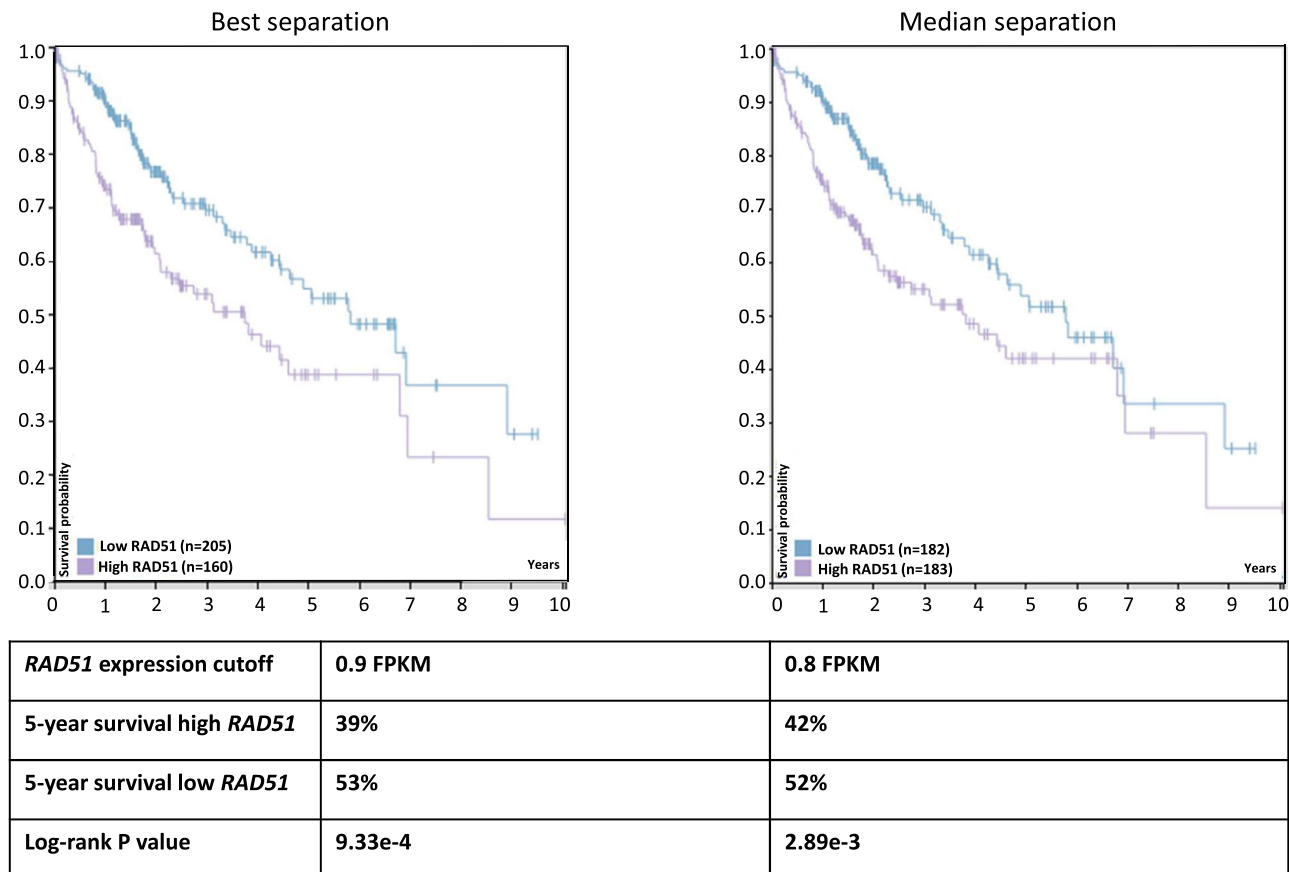 Best separation
1.0
0.9
0.8
0.7
0.6
0.5
0.4
0.3
0.2
0.1
0.0
Survival probability
Low RAD51 (n=205)
High RAD51 (n=160)
Years
0 1 2 3 4 5 6 7 8 9 10
Median separation
1.0
0.9
0.8
0.7
0.6
0.5
0.4
0.3
0.2
0.1
0.0
Survival probability
Low RAD51 (n=182)
High RAD51 (n=183)
Years
0 1 2 3 4 5 6 7 8 9 10
RAD51 expression cutoff 0.9 FPKM 0.8 FPKM
5-year survival high RAD51 39% 42%
5-year survival low RAD51 53% 52%
Log-rank P value 9.33e-4 2.89e-3